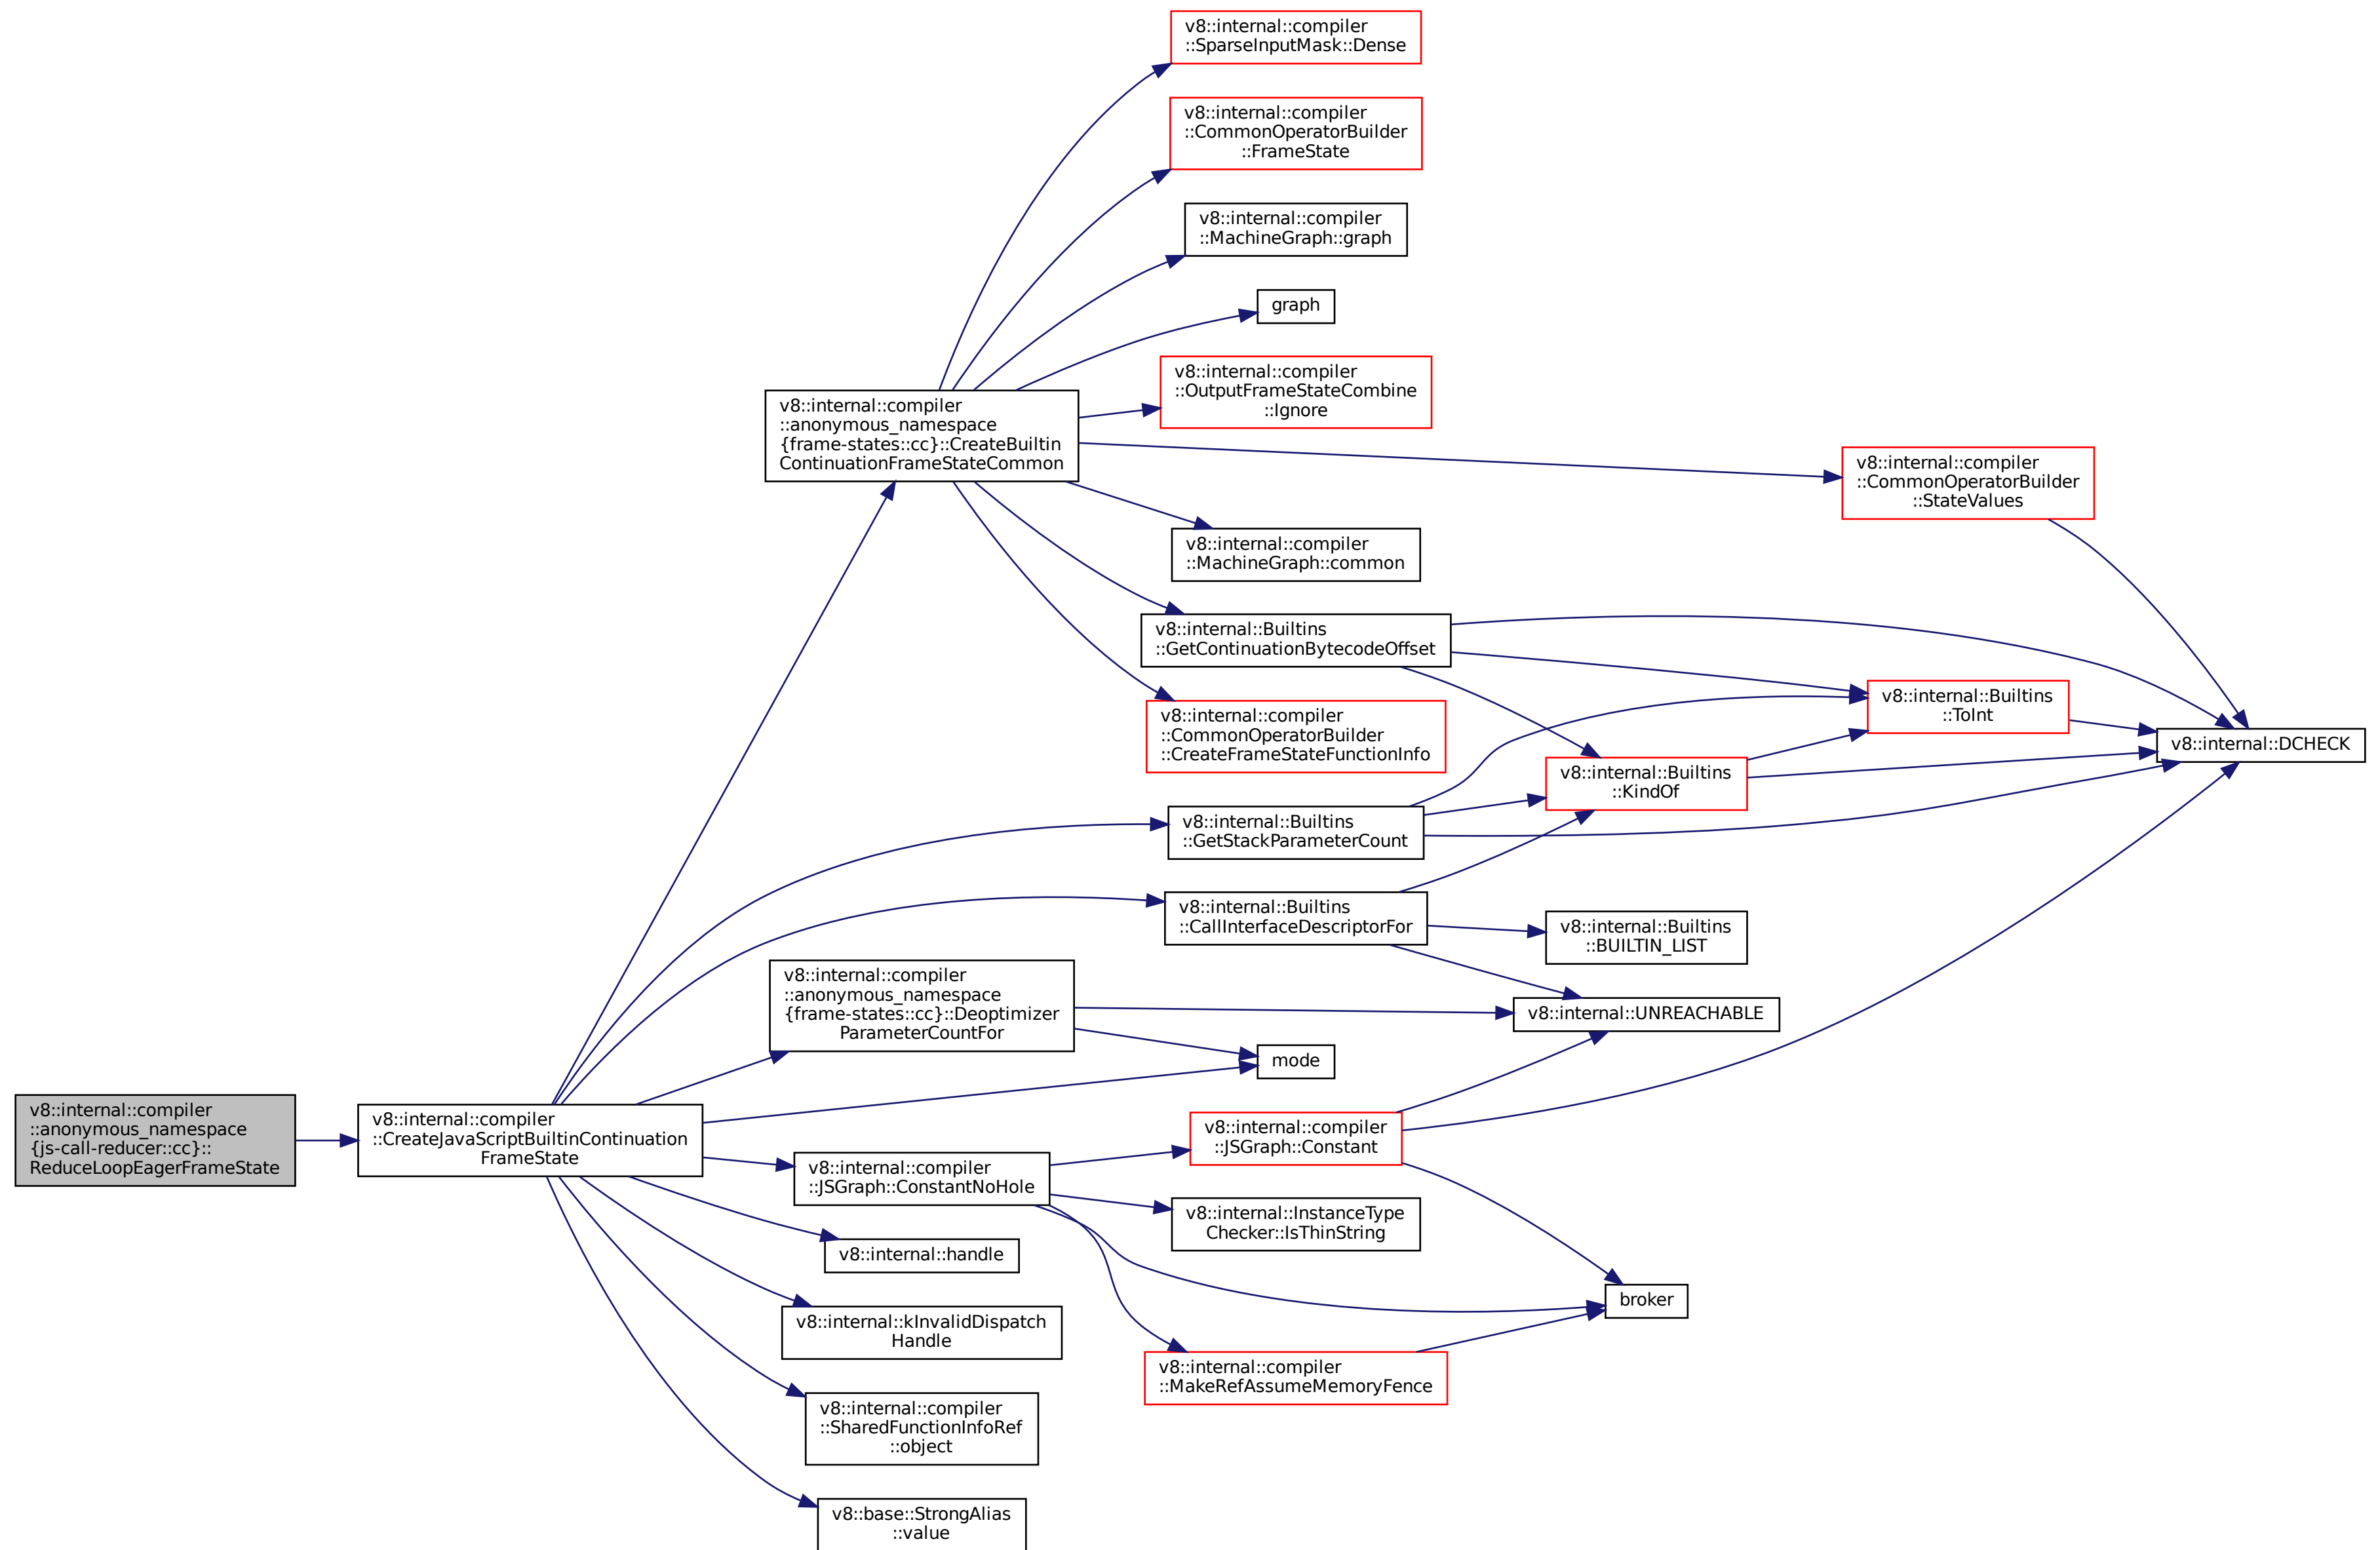 v8::internal::compiler
::SparseInputMask::Dense
v8::internal::compiler
::CommonOperatorBuilder
::FrameState
v8::internal::compiler
::MachineGraph::graph
graph
v8::internal::compiler
::OutputFrameStateCombine
::Ignore
v8::internal::compiler
::anonymous_namespace
{frame-states::cc}::CreateBuiltin
ContinuationFrameStateCommon
v8::internal::compiler
::CommonOperatorBuilder
::StateValues
v8::internal::compiler
::MachineGraph::common
v8::internal::Builtins
::GetContinuationBytecodeOffset
v8::internal::Builtins
::ToInt
v8::internal::compiler
::CommonOperatorBuilder
::CreateFrameStateFunctionInfo
v8::internal::DCHECK
v8::internal::Builtins
::KindOf
v8::internal::Builtins
::GetStackParameterCount
v8::internal::Builtins
::CallInterfaceDescriptorFor
v8::internal::Builtins
::BUILTIN_LIST
v8::internal::compiler
::anonymous_namespace
{frame-states::cc}::Deoptimizer
ParameterCountFor
v8::internal::UNREACHABLE
mode
v8::internal::compiler
::anonymous_namespace
{js-call-reducer::cc}::
ReduceLoopEagerFrameState
v8::internal::compiler
::CreateJavaScriptBuiltinContinuation
FrameState
v8::internal::compiler
::JSGraph::Constant
v8::internal::compiler
::JSGraph::ConstantNoHole
v8::internal::InstanceType
Checker::IsThinString
v8::internal::handle
broker
v8::internal::kInvalidDispatch
Handle
v8::internal::compiler
::MakeRefAssumeMemoryFence
v8::internal::compiler
::SharedFunctionInfoRef
::object
v8::base::StrongAlias
::value